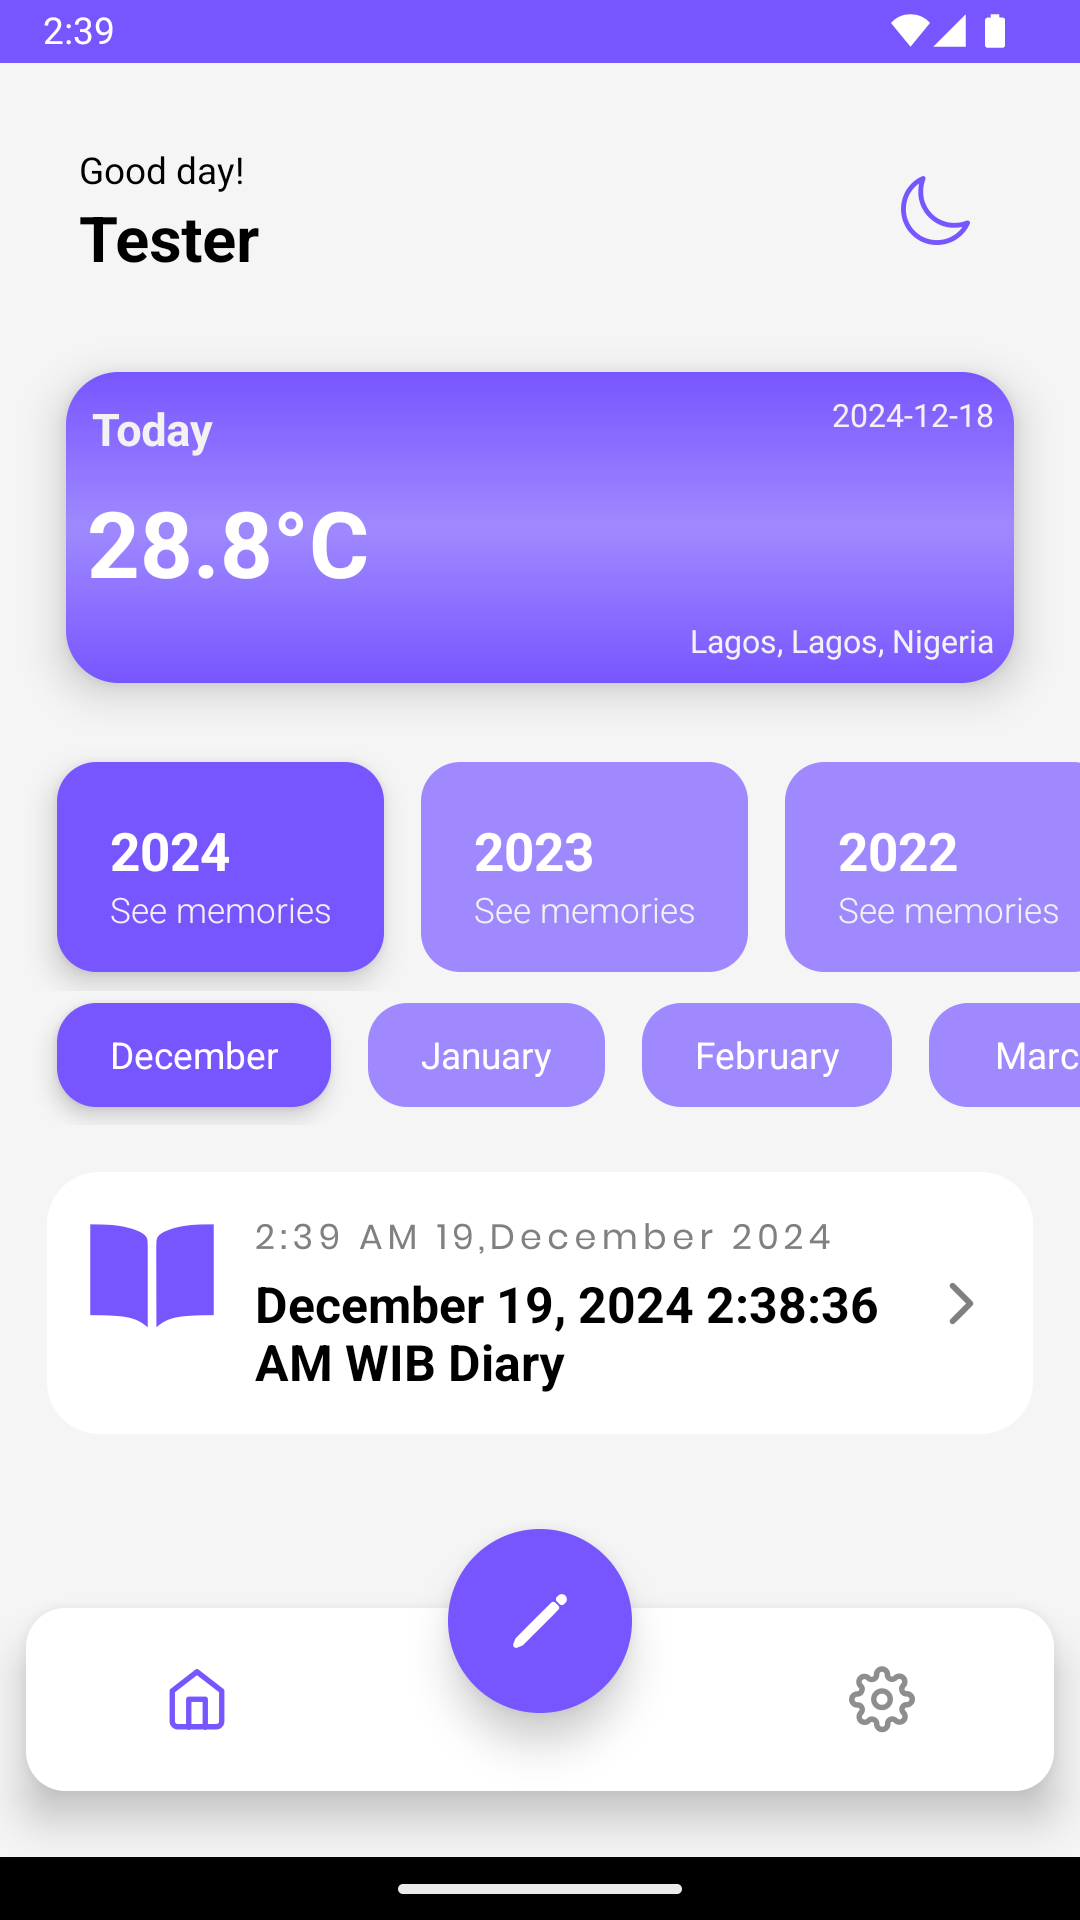 2:39
Good day!
Tester
Today
2024-12-18
28.8°C
Lagos, Lagos, Nigeria
2024
See memories
2023
See memories
2022
See memories
December
January
February
Marc
2:39 AM 19,December 2024
December 19, 2024 2:38:36
AM WIB Diary